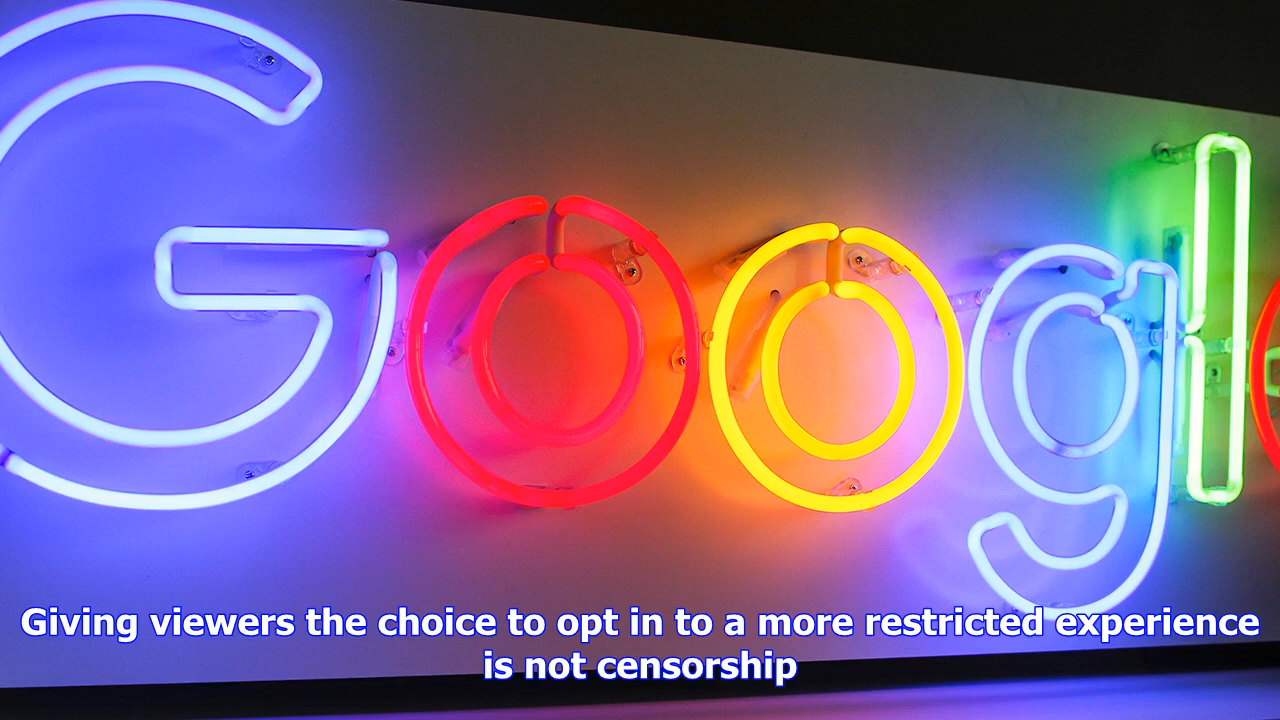 Google
Giving viewers the choice to opt in to a more restricted experience
is not censorship